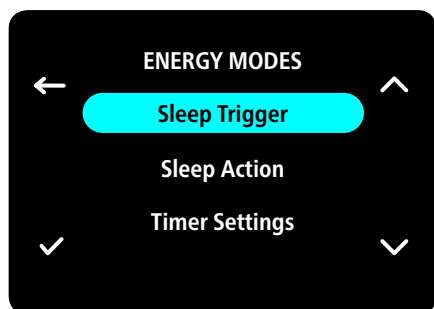 ENERGY MODES
Sleep Trigger
Sleep Action
Timer Settings